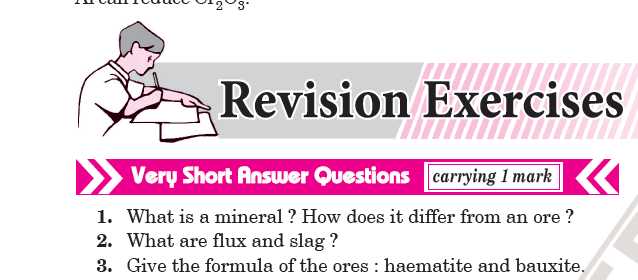 Al can reduce Cr₂O₃.
Revision Exercises
Very Short Answer Questions carrying 1 mark
1. What is a mineral ? How does it differ from an ore ?
2. What are flux and slag ?
3. Give the formula of the ores : haematite and bauxite.